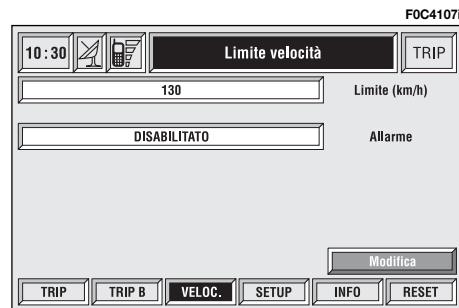 F0C4107i
10:30 Limite velocità TRIP
130 Limite (km/h)
DISABILITATO Allarme
Modifica
TRIP TRIP B VELOC. SETUP INFO RESET